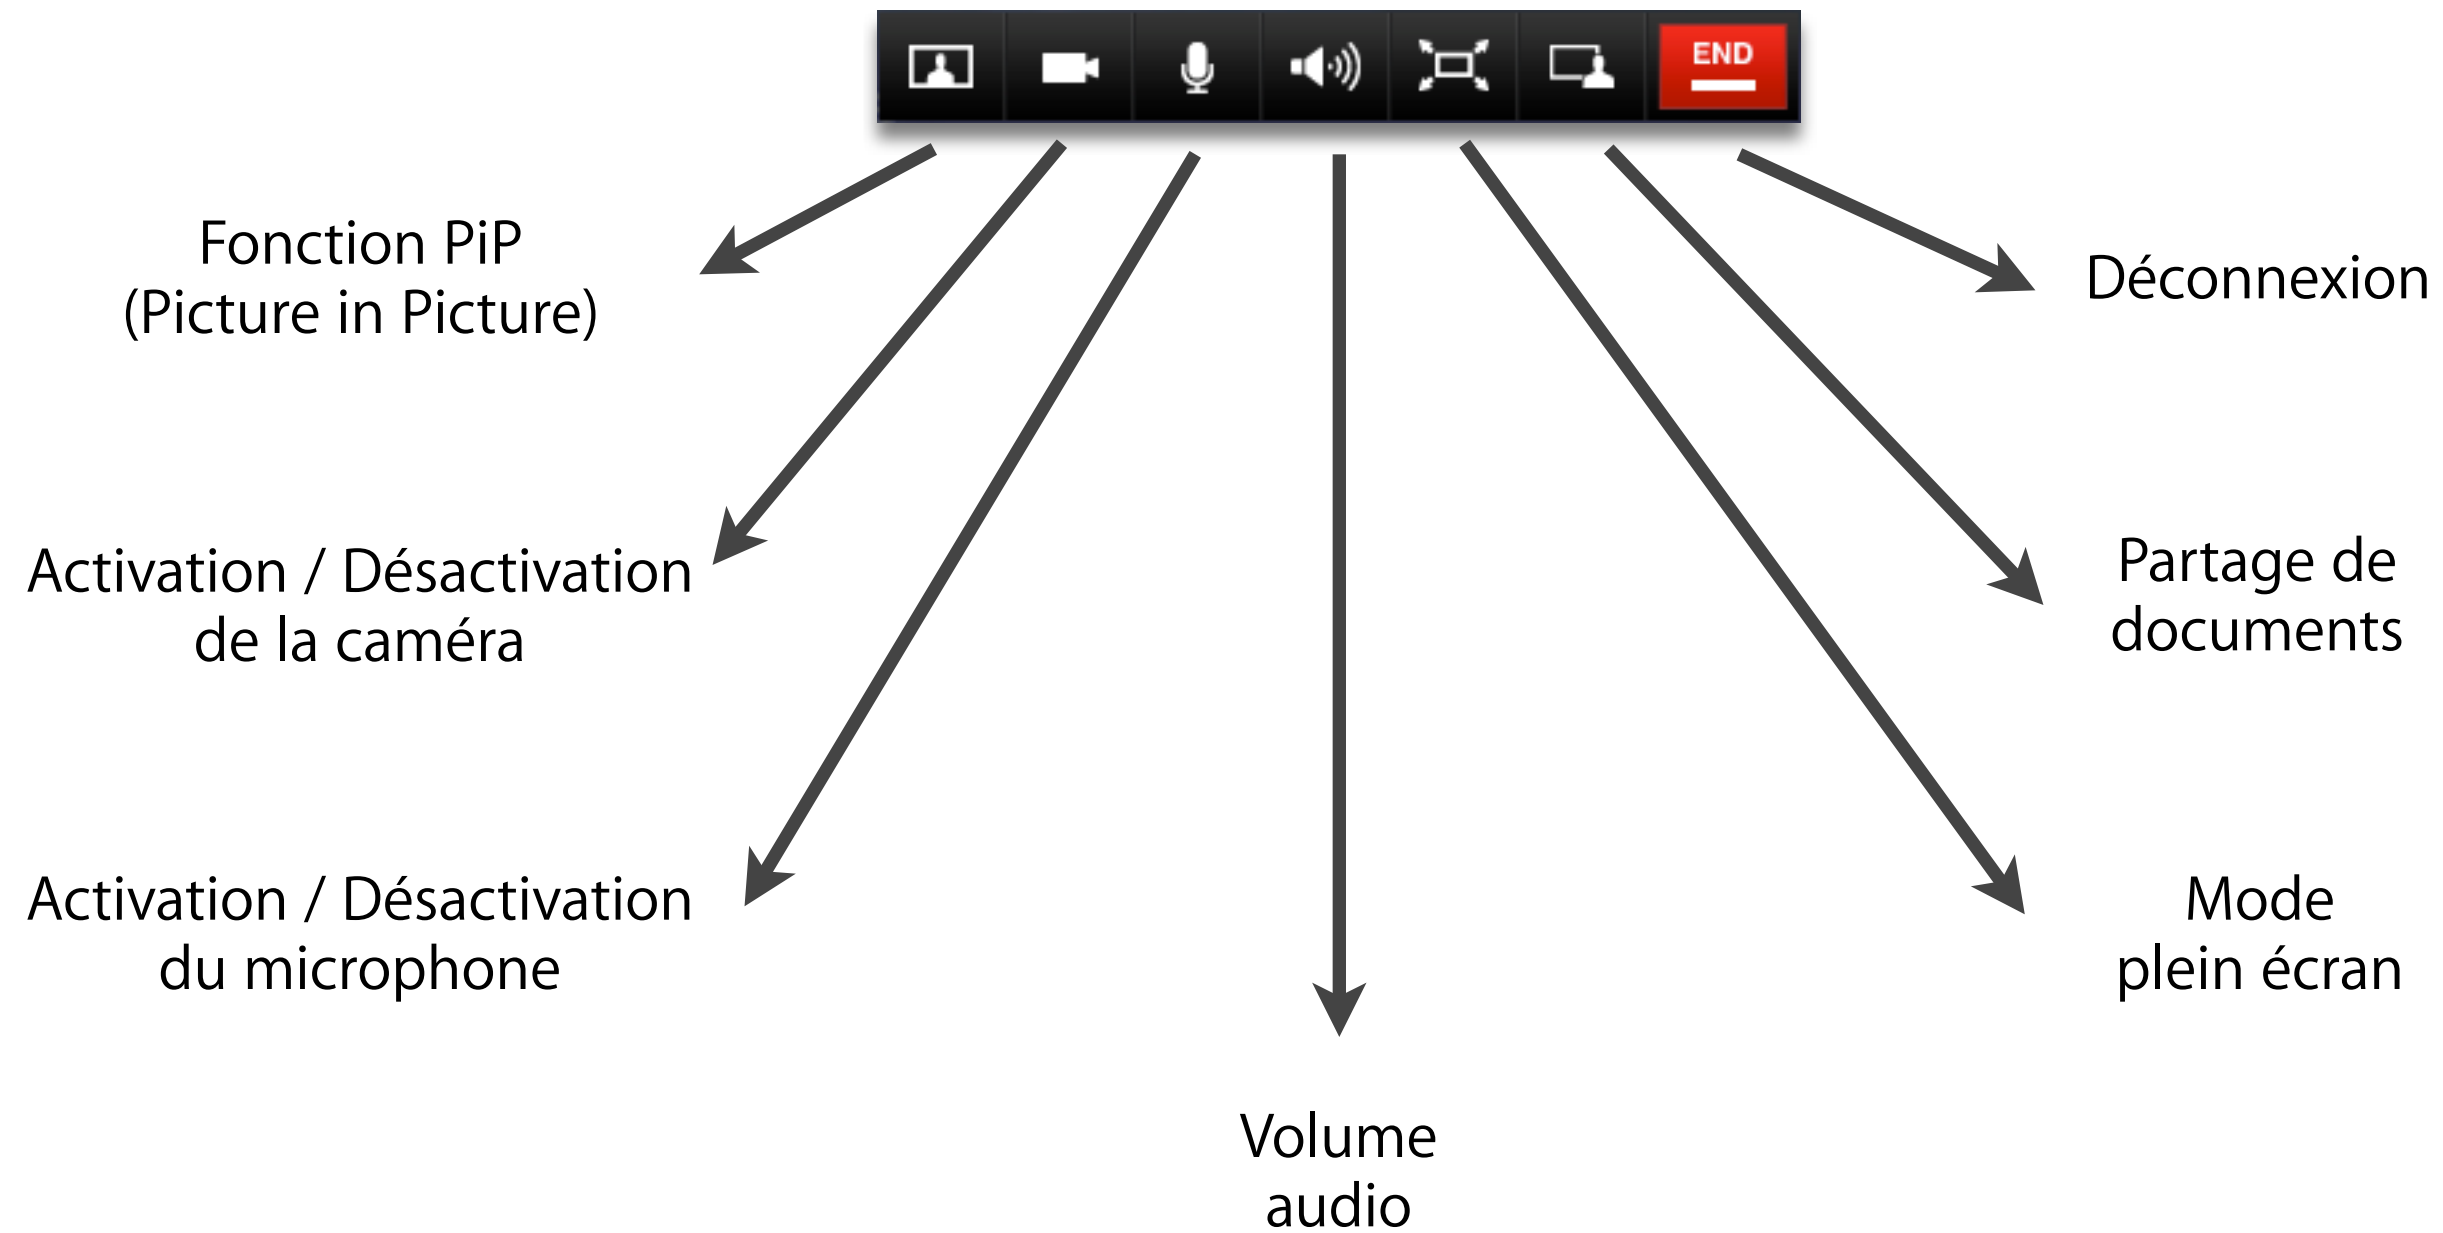 END
Fonction PiP
(Picture in Picture)
Déconnexion
Activation / Désactivation
de la caméra
Partage de
documents
Activation / Désactivation
du microphone
Mode
plein écran
Volume
audio